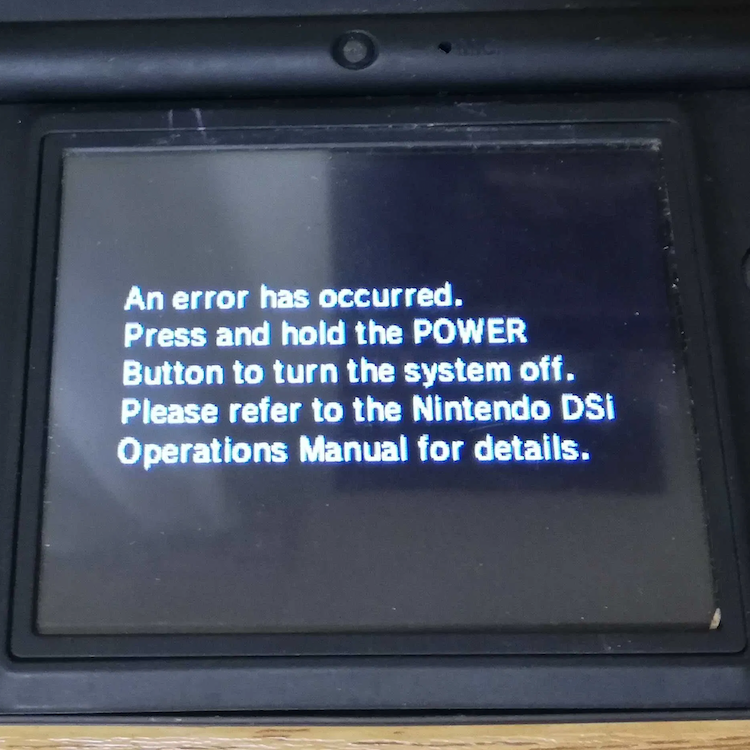 An error has occurred.
Press and hold the POWER
Button to turn the system off.
Please refer to the Nintendo DSi
Operations Manual for details.